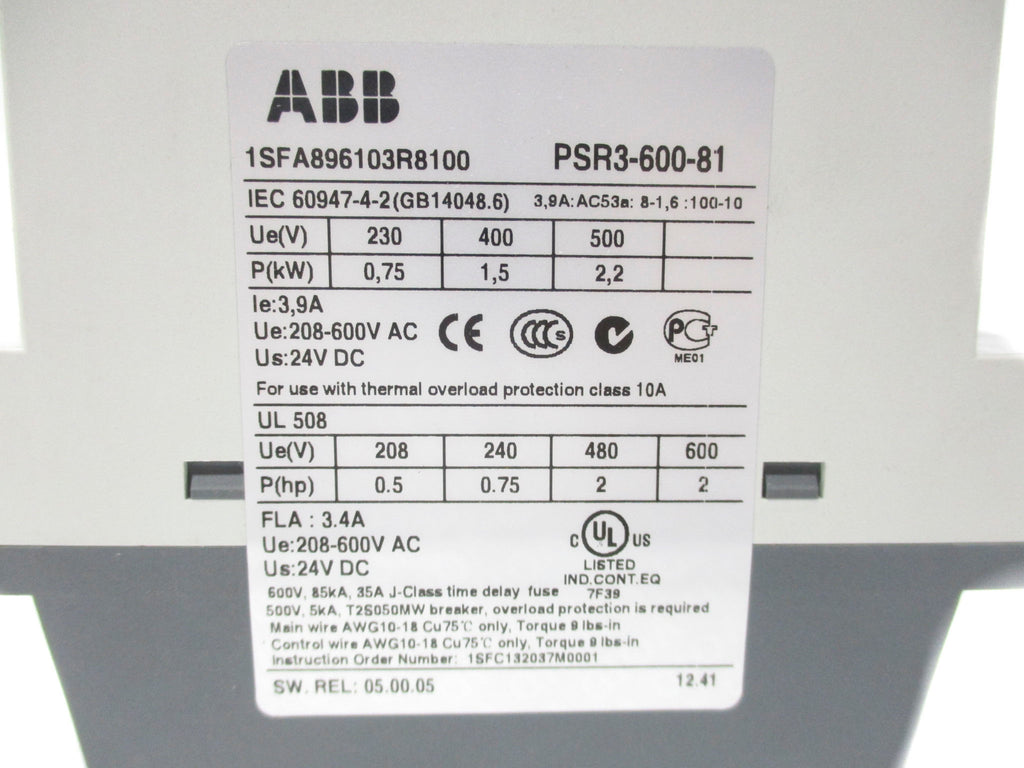 ABB
1SFA896103R8100 PSR3-600-81
IEC 60947-4-2(GB14048.6) 3,9A:AC53a: 8-1,6 :100-10
Ue(V) 230 400 500
P(kW) 0,75 1,5 2,2
Ie:3,9A
Ue:208-600V AC CE CCC S PCT
Us:24V DC ME01
For use with thermal overload protection class 10A
UL 508
Ue(V) 208 240 480 600
P(hp) 0.5 0.75 2 2
FLA : 3.4A
Ue:208-600V AC C UL US
Us:24V DC LISTED
IND.CONT.EQ
600V, 85kA, 35A J-Class time delay fuse 7F39
500V, 5kA, T2S050MW breaker, overload protection is required
Main wire AWG10-18 Cu75℃ only, Torque 9 lbs-in
Control wire AWG10-18 Cu75℃ only, Torque 9 lbs-in
Instruction Order Number: 1SFC132037M0001
SW. REL: 05.00.05 12.41